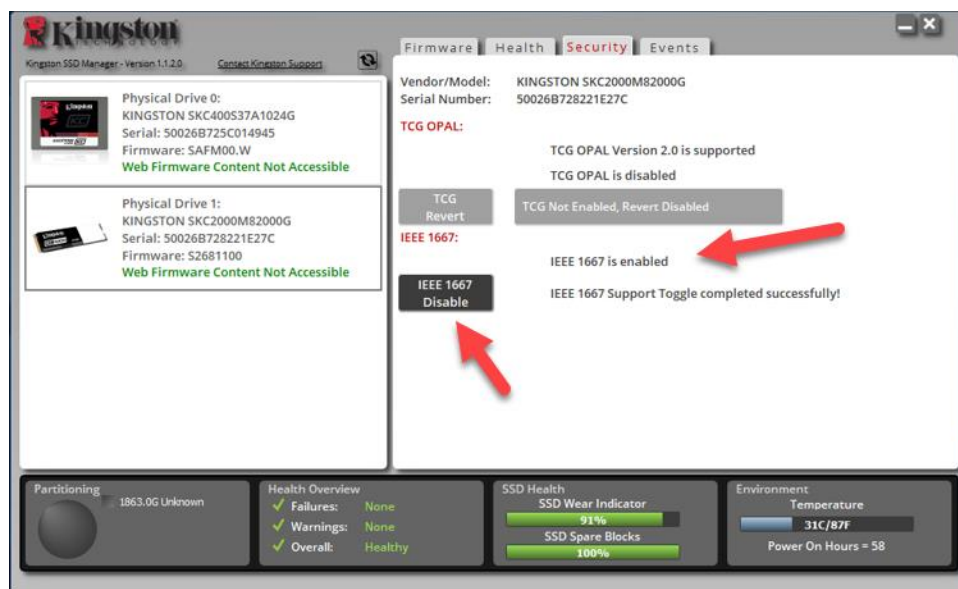 Kingston
TECHNOLOGY
Kingston SSD Manager - Version 1.1.2.0
Contact Kingston Support
Firmware
Health
Security
Events
Physical Drive 0:
KINGSTON SKC400S37A1024G
Serial: 50026B725C014945
Firmware: SAFM00.W
Web Firmware Content Not Accessible
Physical Drive 1:
KINGSTON SKC2000M82000G
Serial: 50026B728221E27C
Firmware: S2681100
Web Firmware Content Not Accessible
Vendor/Model: KINGSTON SKC2000M82000G
Serial Number: 50026B728221E27C
TCG OPAL:
TCG OPAL Version 2.0 is supported
TCG OPAL is disabled
TCG
Revert
TCG Not Enabled, Revert Disabled
IEEE 1667:
IEEE 1667 is enabled
IEEE 1667
Disable
IEEE 1667 Support Toggle completed successfully!
Partitioning
1863.0G Unknown
Health Overview
Failures: None
Warnings: None
Overall: Healthy
SSD Health
SSD Wear Indicator
91%
SSD Spare Blocks
100%
Environment
Temperature
31C/87F
Power On Hours = 58